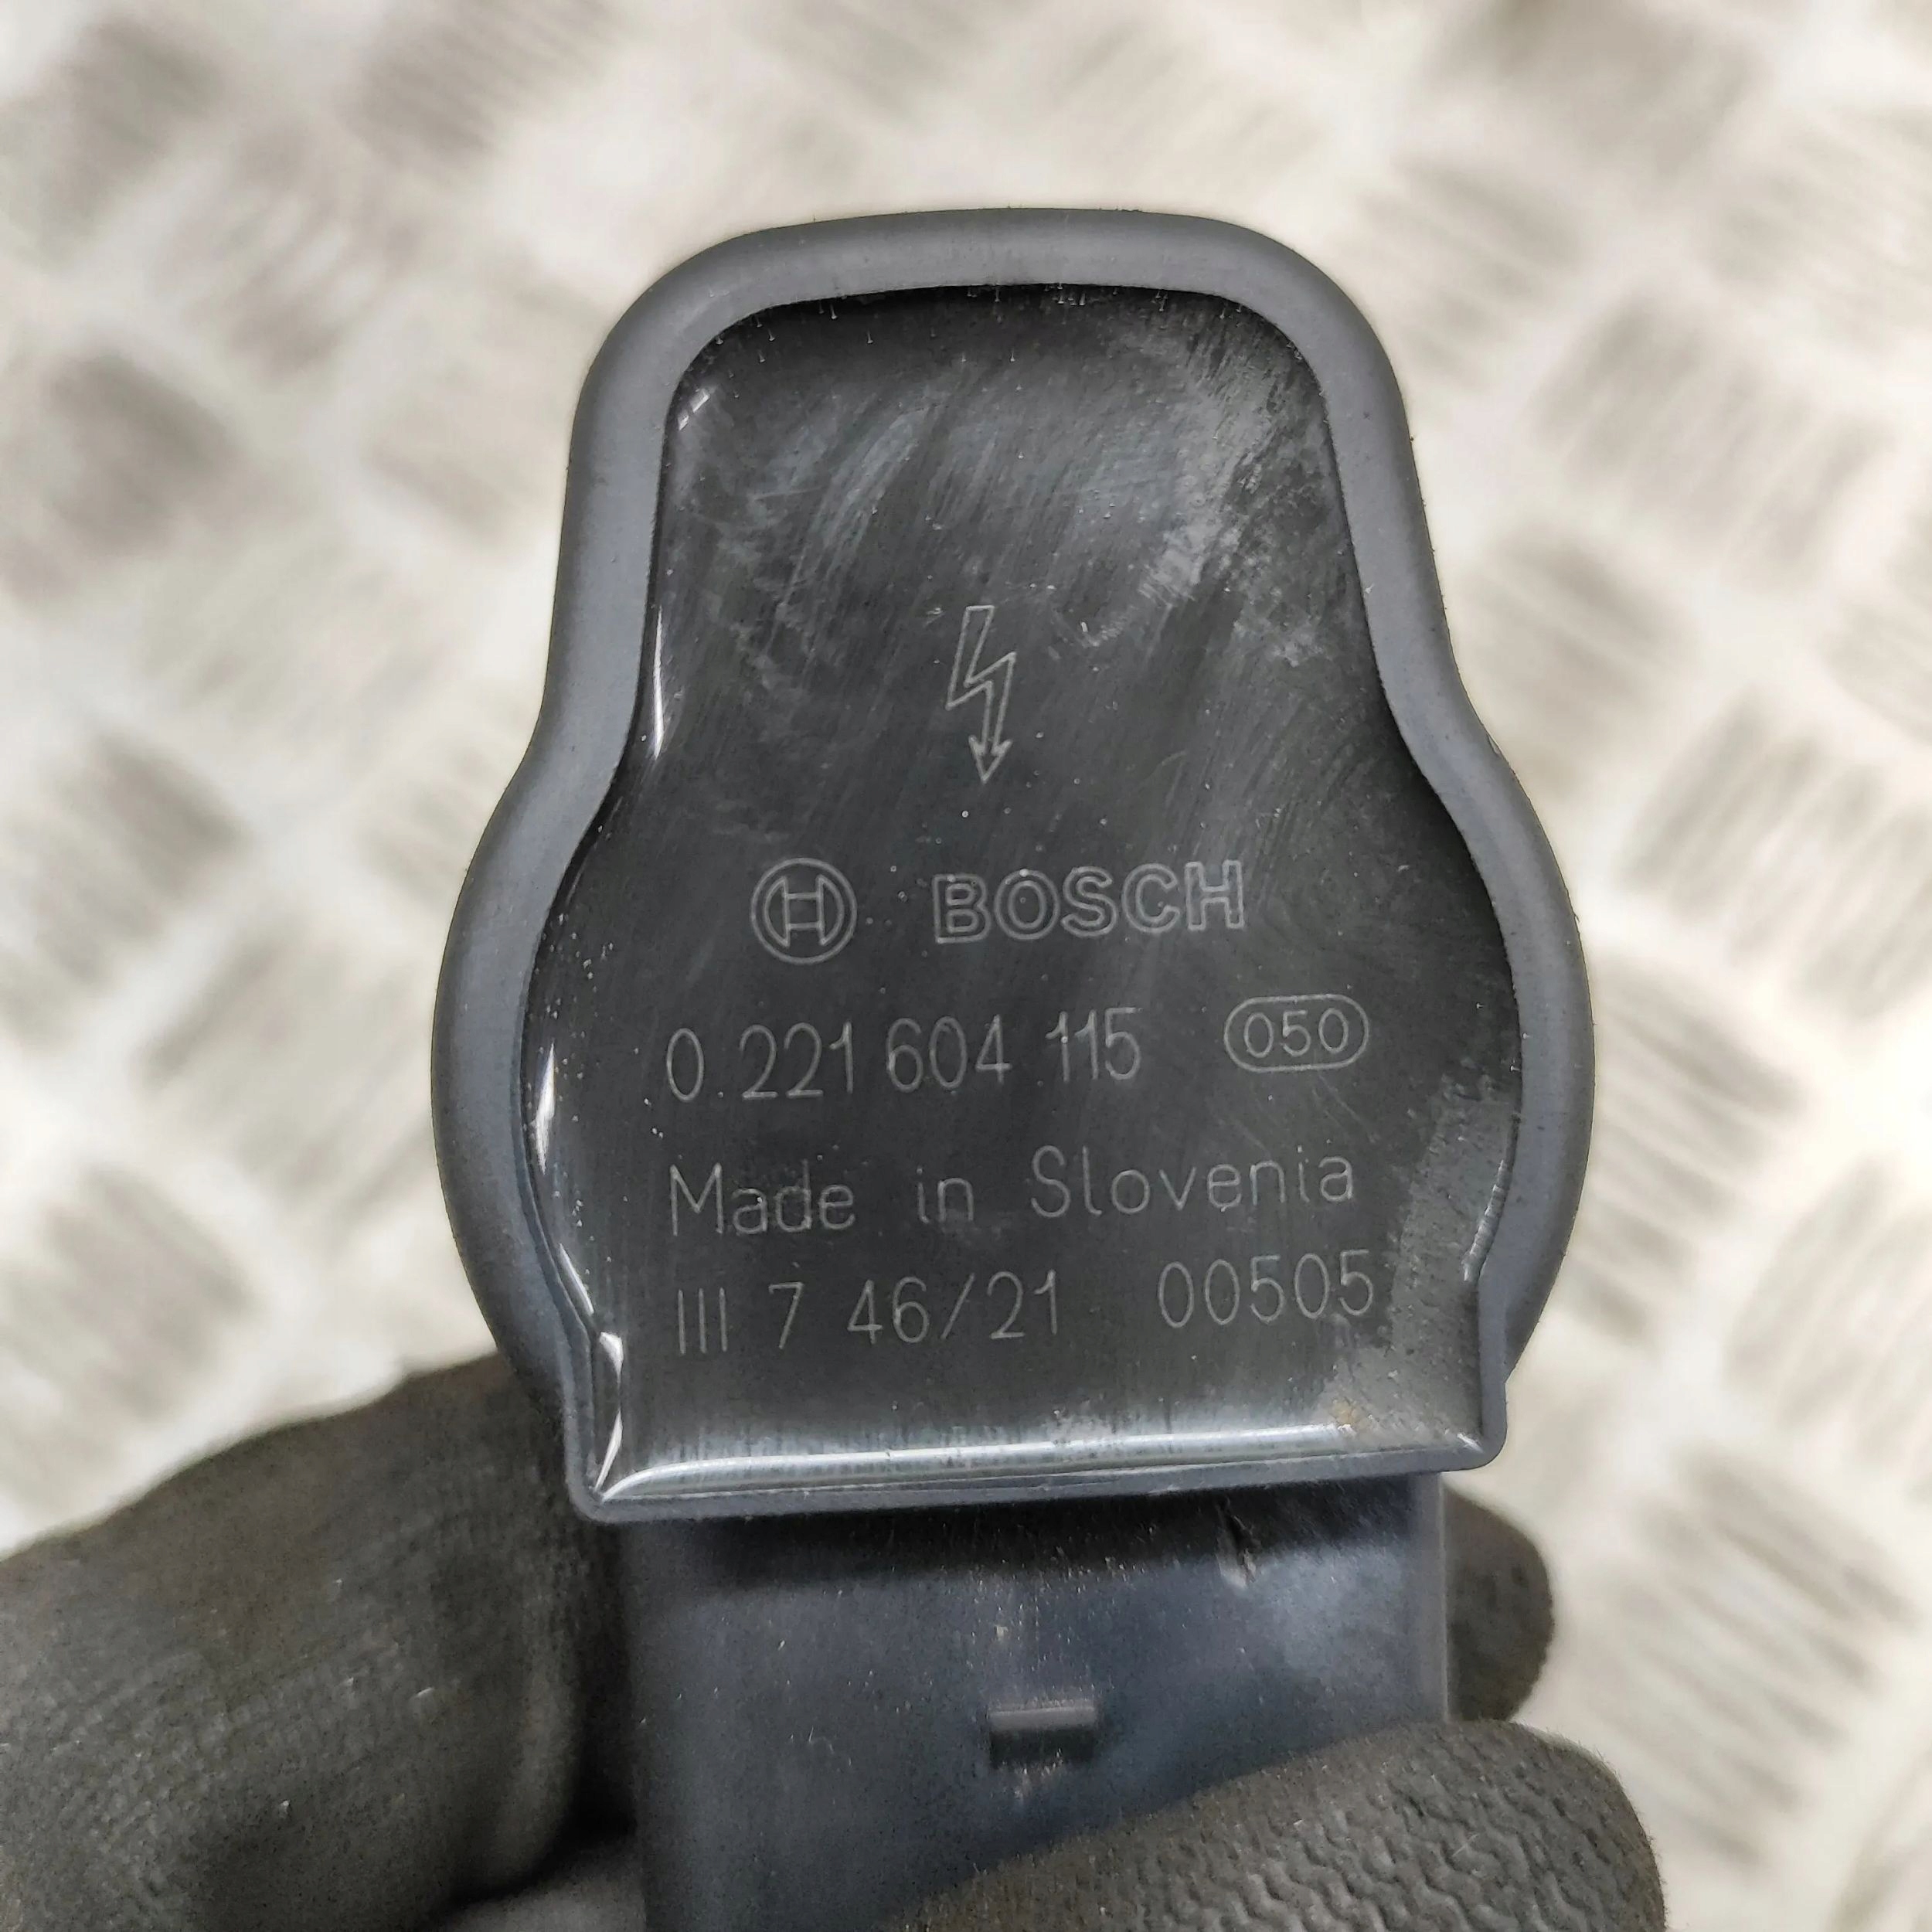 BOSCH
0 221 604 115 050
Made in Slovenia
III 7 46/21 00505